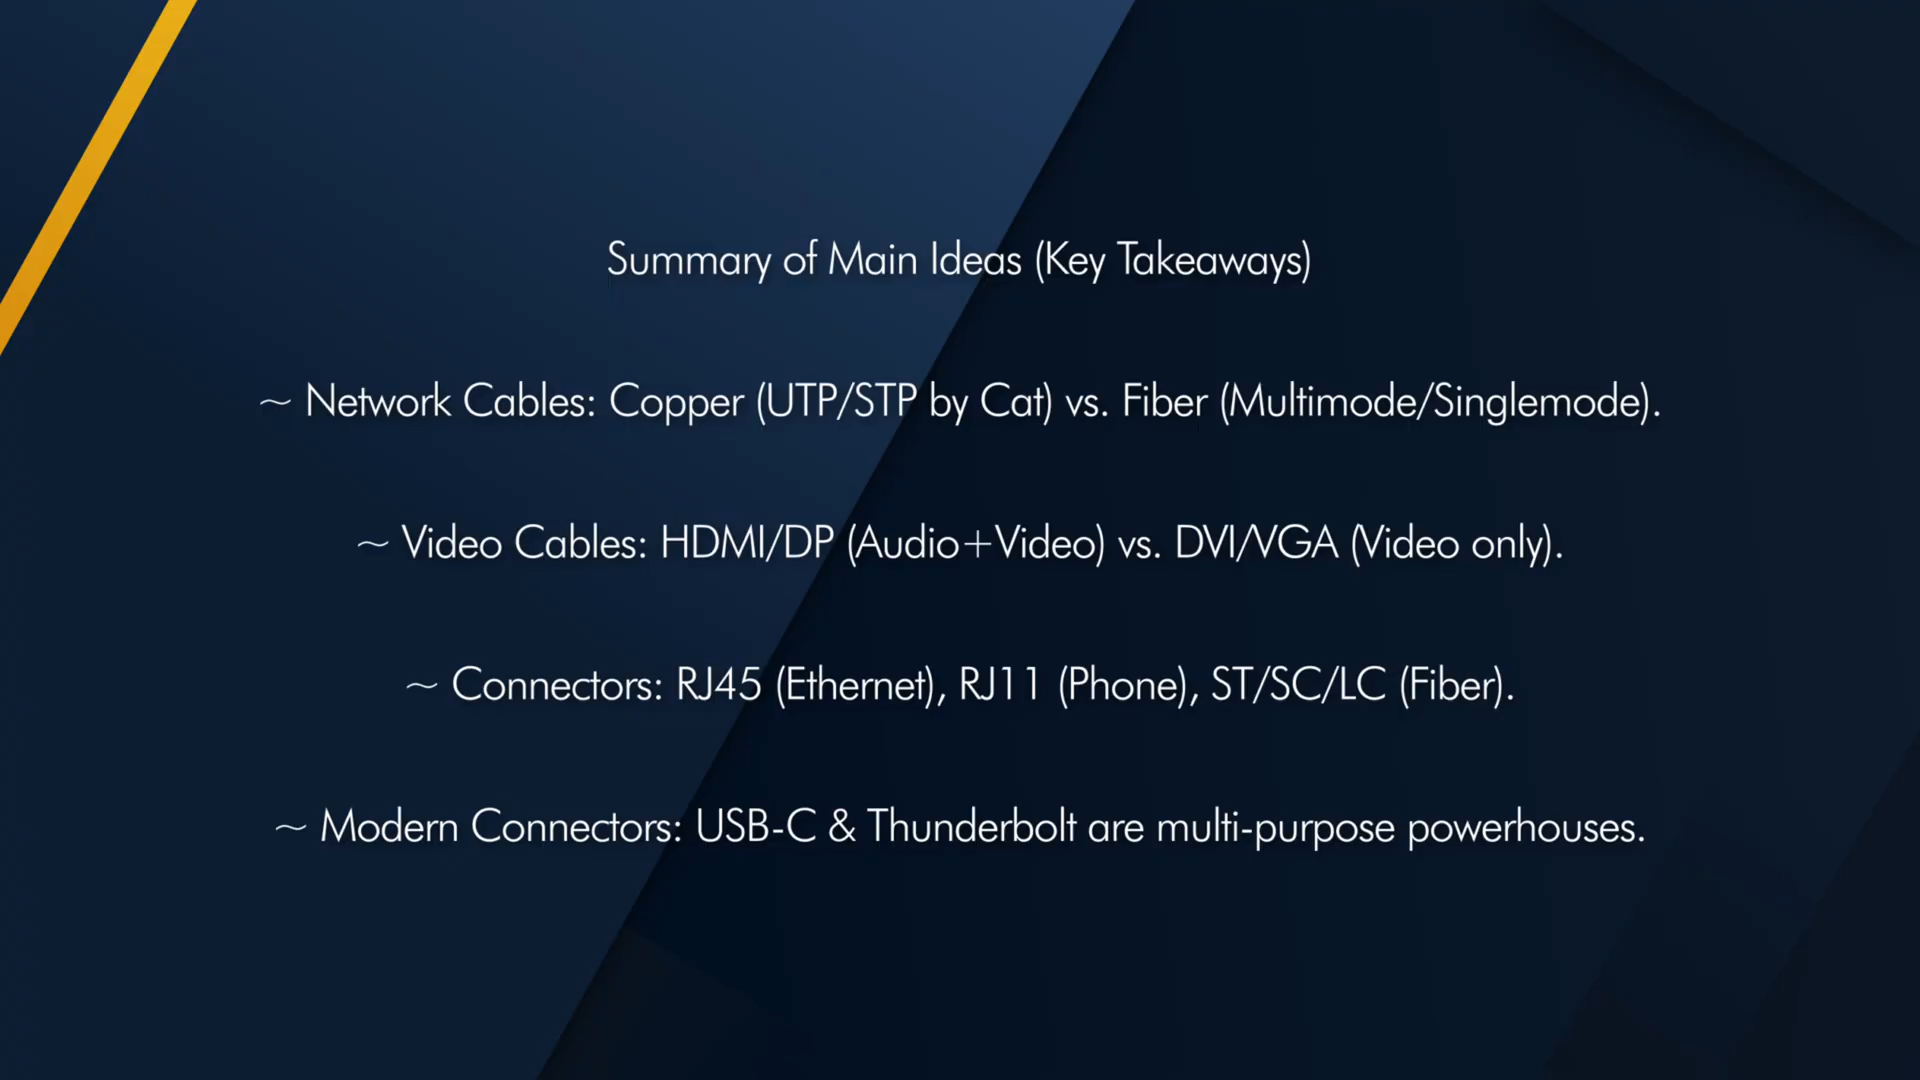 Summary of Main Ideas (Key Takeaways)
~ Network Cables: Copper (UTP/STP by Cat) vs. Fiber (Multimode/Singlemode).
~ Video Cables: HDMI/DP (Audio+Video) vs. DVI/VGA (Video only).
~ Connectors: RJ45 (Ethernet), RJ11 (Phone), ST/SC/LC (Fiber).
~ Modern Connectors: USB-C & Thunderbolt are multi-purpose powerhouses.